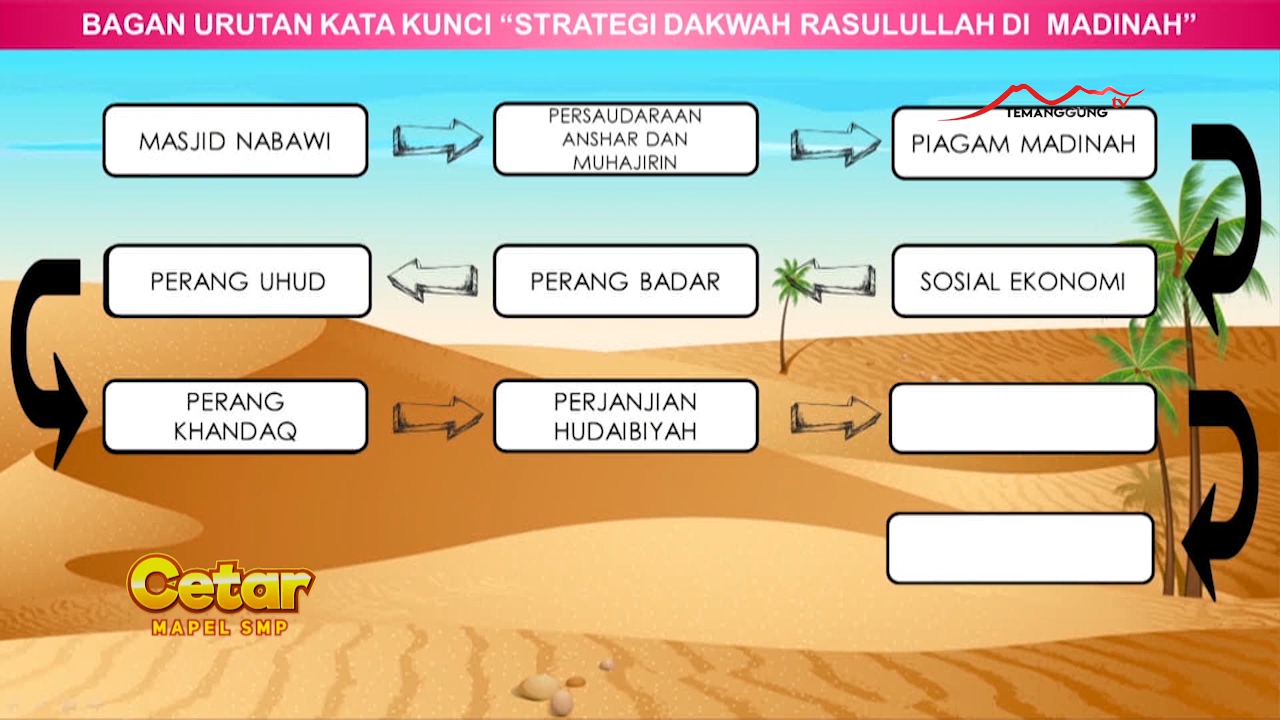 BAGAN URUTAN KATA KUNCI “STRATEGI DAKWAH RASULULLAH DI MADINAH”
MASJID NABAWI
PERSAUDARAAN
ANSHAR DAN
MUHAJIRIN
TEMANGGUNG TV
PIAGAM MADINAH
PERANG UHUD
PERANG BADAR
SOSIAL EKONOMI
PERANG
KHANDAQ
PERJANJIAN
HUDAIBIYAH
Cetar
MAPEL SMP